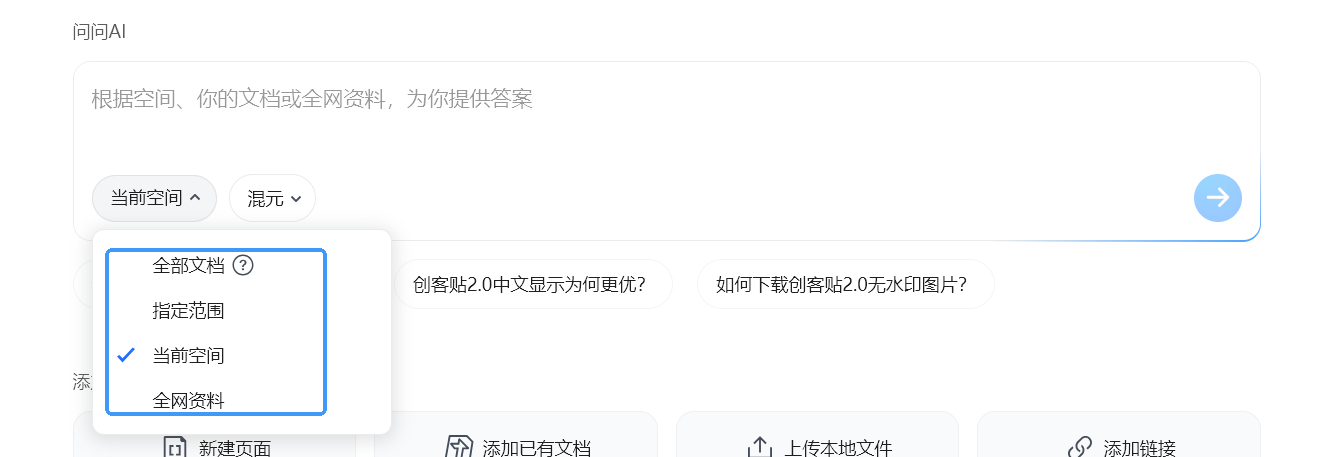 问问AI
根据空间、你的文档或全网资料，为你提供答案
当前空间
混元
全部文档
指定范围
当前空间
全网资料
创客贴2.0中文显示为何更优？
如何下载创客贴2.0无水印图片？
添
新建页面
添加已有文档
上传本地文件
添加链接